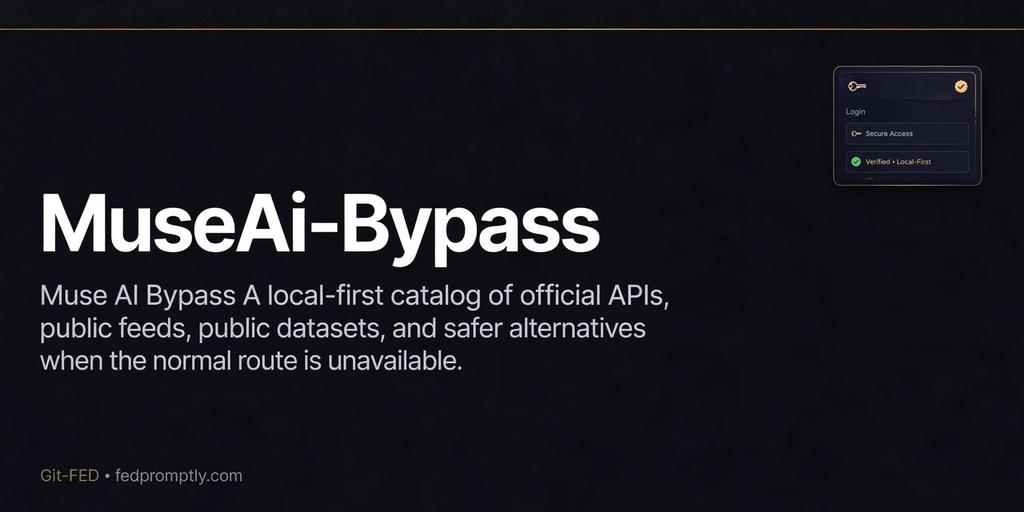 Login
Secure Access
Verified • Local-First
MuseAi-Bypass
Muse AI Bypass A local-first catalog of official APIs,
public feeds, public datasets, and safer alternatives
when the normal route is unavailable.
Git-FED • fedpromptly.com